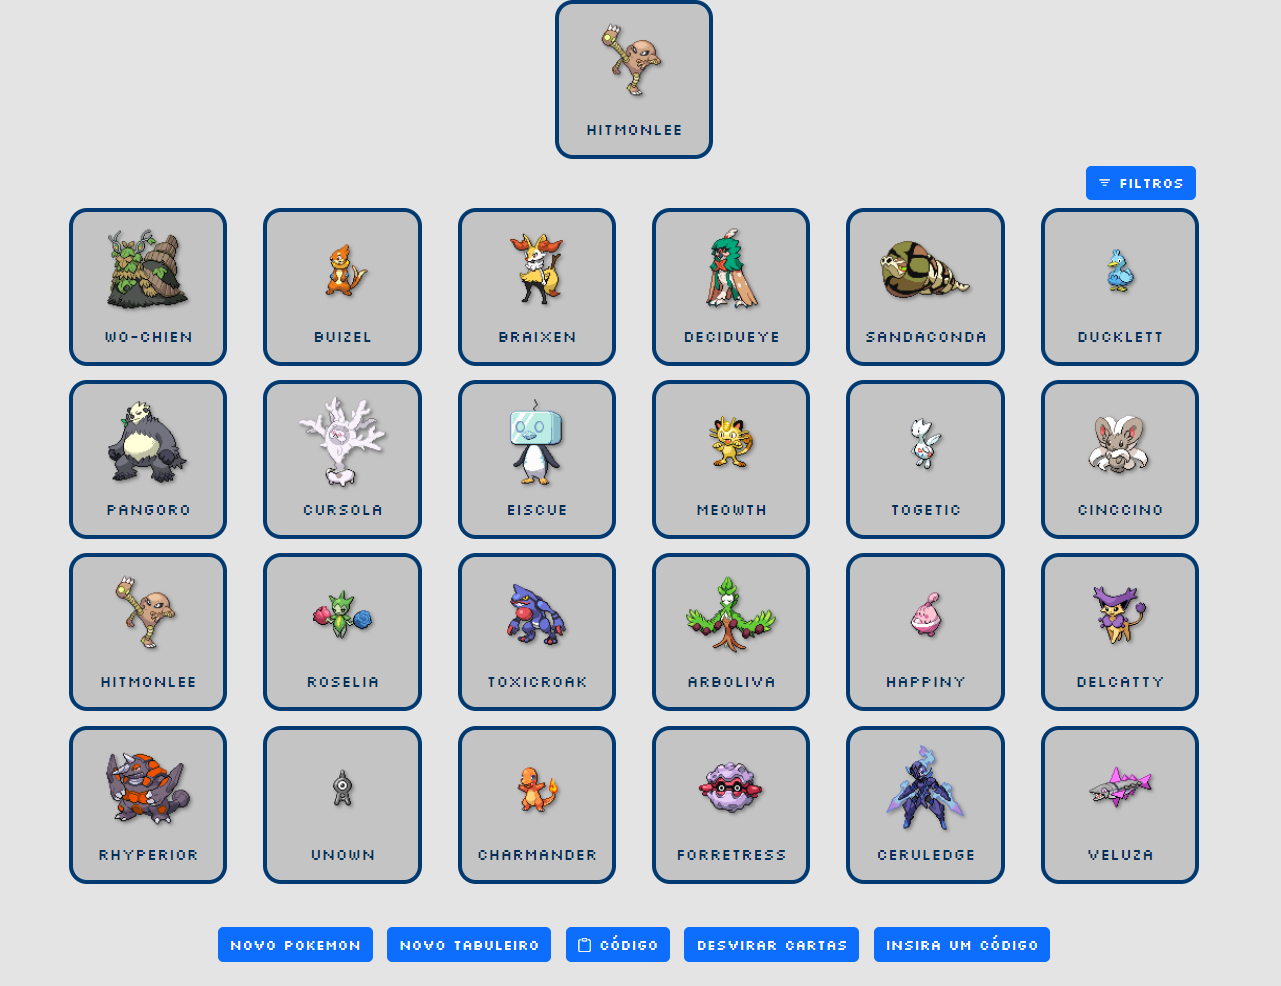 HITMONLEE
FILTROS
WO-CHIEN
BUIZEL
BRAIXEN
DECIDUEYE
SANDACONDA
DUCKLETT
PANGORO
CURSOLA
EISCUE
MEOWTH
TOGETIC
CINCCINO
HITMONLEE
ROSELIA
TOXICROAK
ARBOLIVA
HAPPINY
DELCATTY
RHYPERIOR
UNOWN
CHARMANDER
FORRETRESS
CERULEDGE
VELUZA
NOVO POKEMON
NOVO TABULEIRO
CÓDIGO
DESVIRAR CARTAS
INSIRA UM CÓDIGO